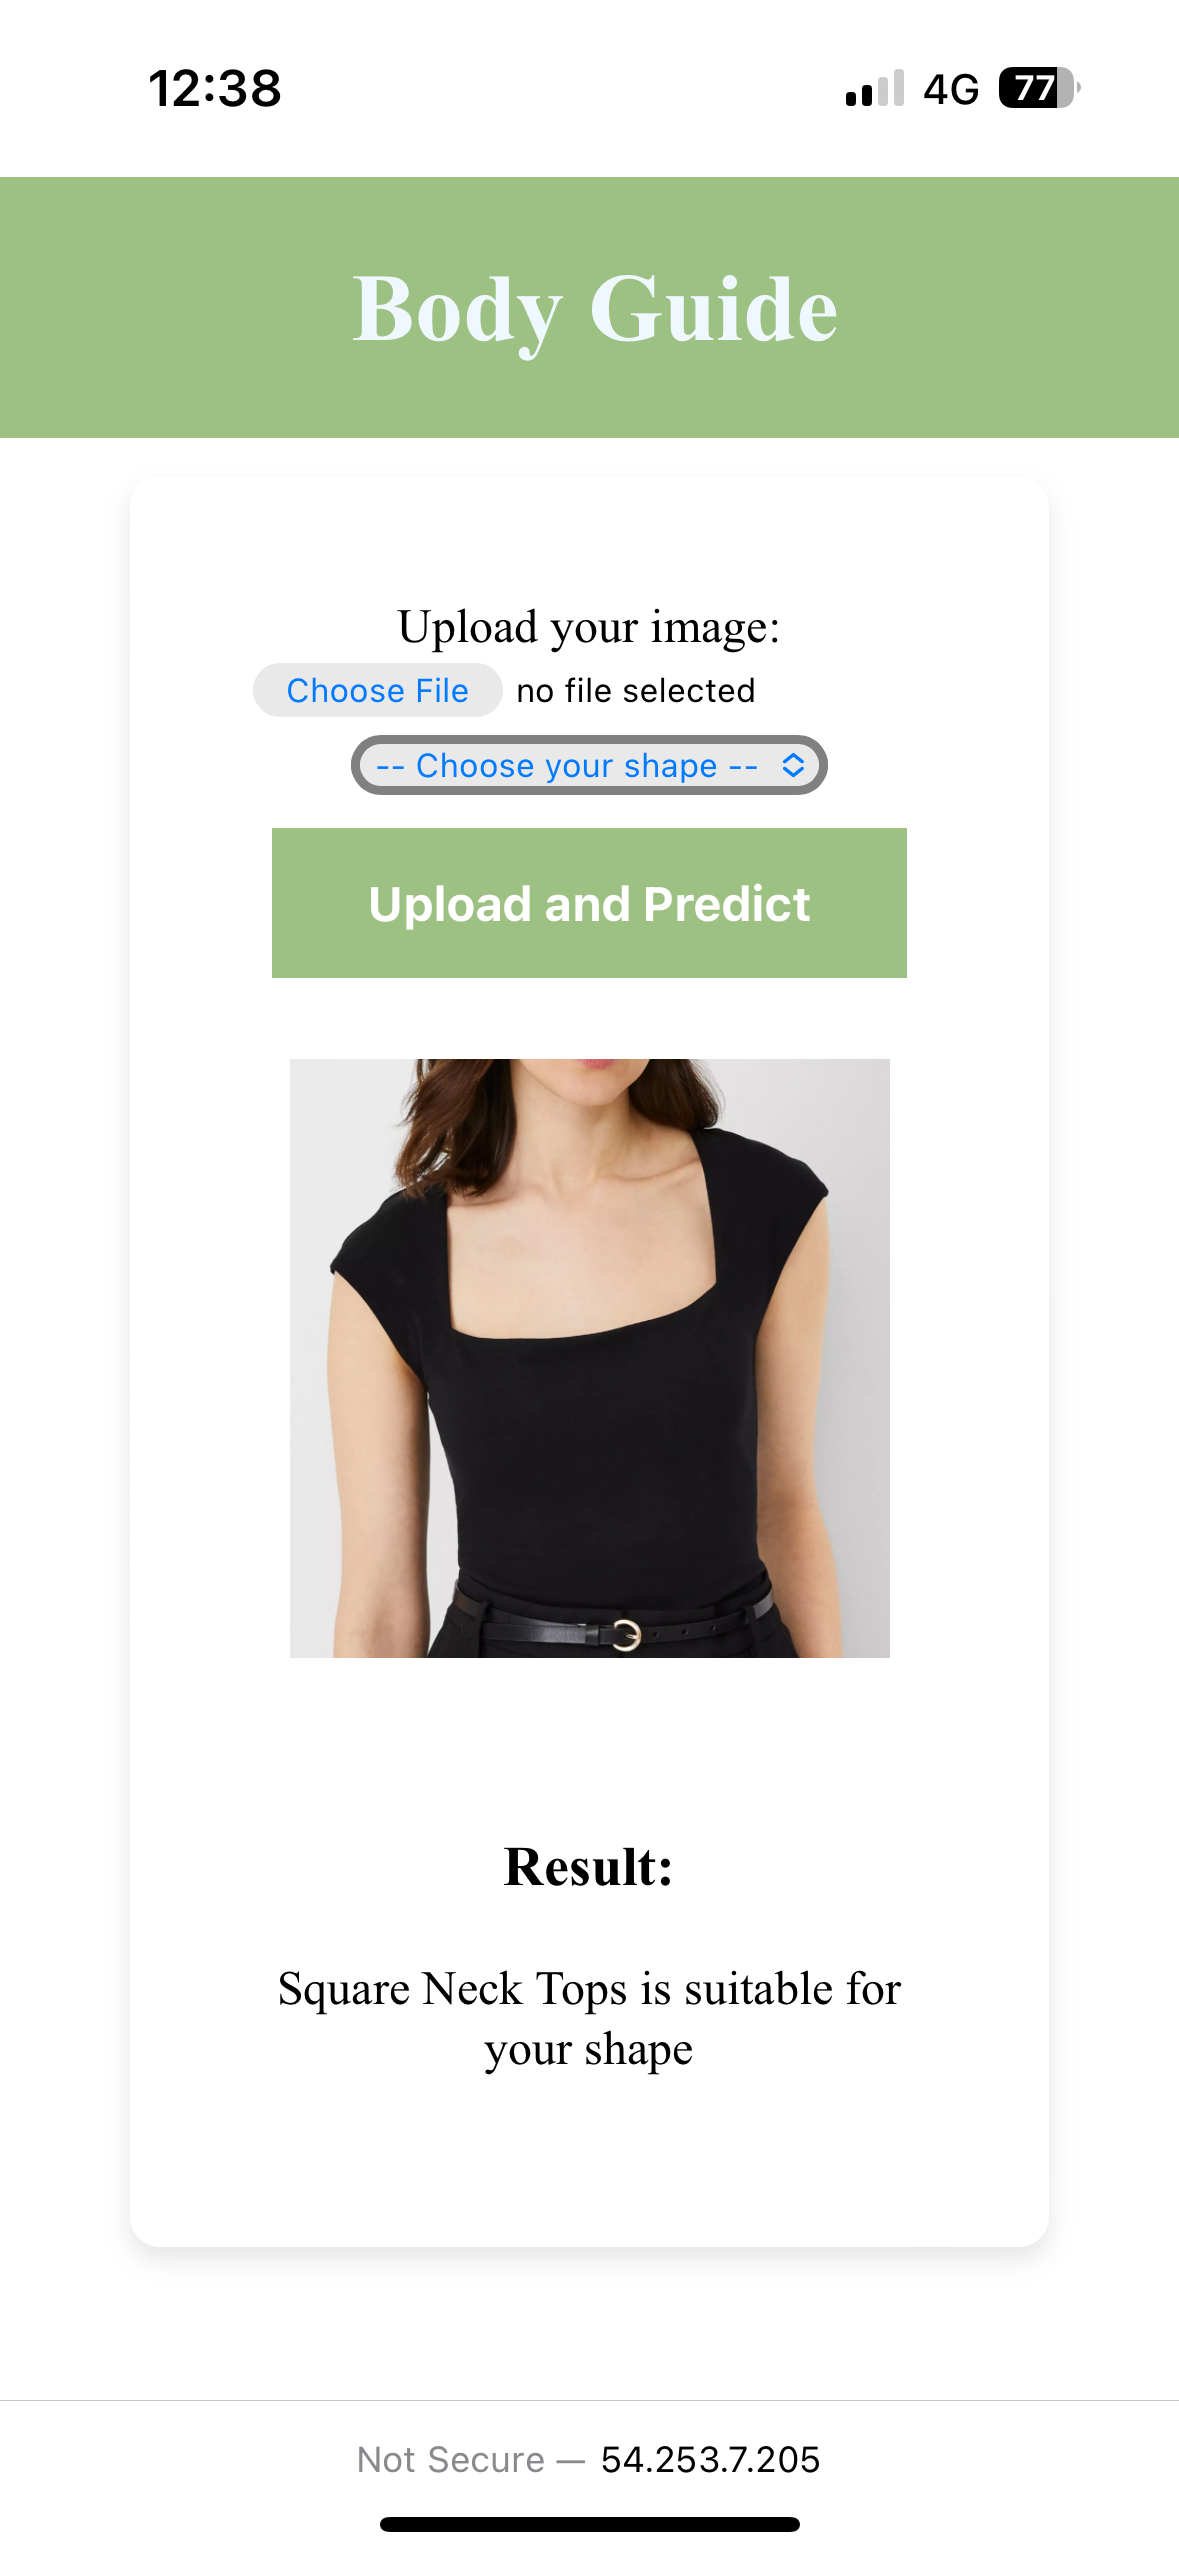 12:38
4G 77
Body Guide
Upload your image:
Choose File no file selected
-- Choose your shape --
Upload and Predict
Result:
Square Neck Tops is suitable for
your shape
Not Secure — 54.253.7.205